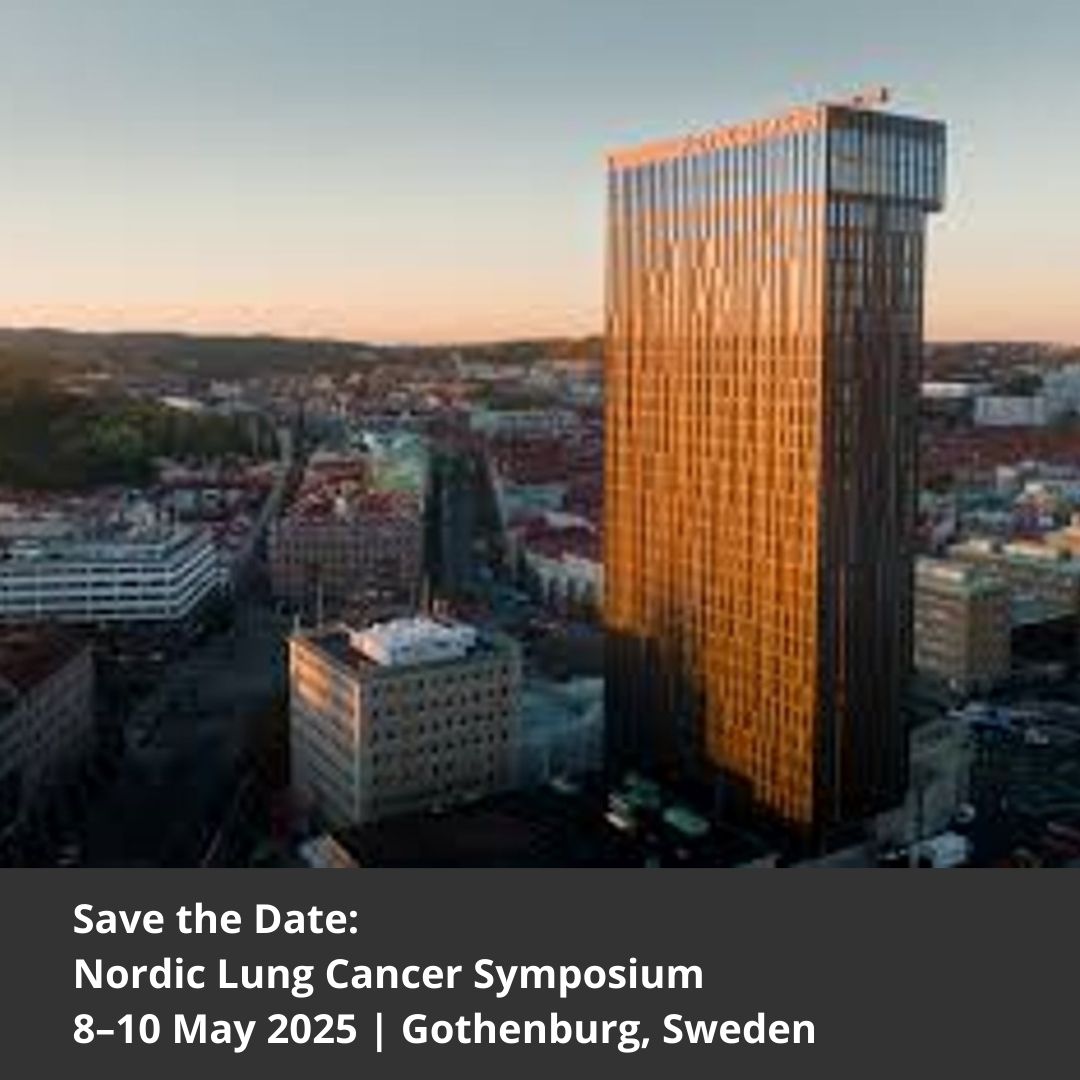 Save the Date:
Nordic Lung Cancer Symposium
8–10 May 2025 | Gothenburg, Sweden